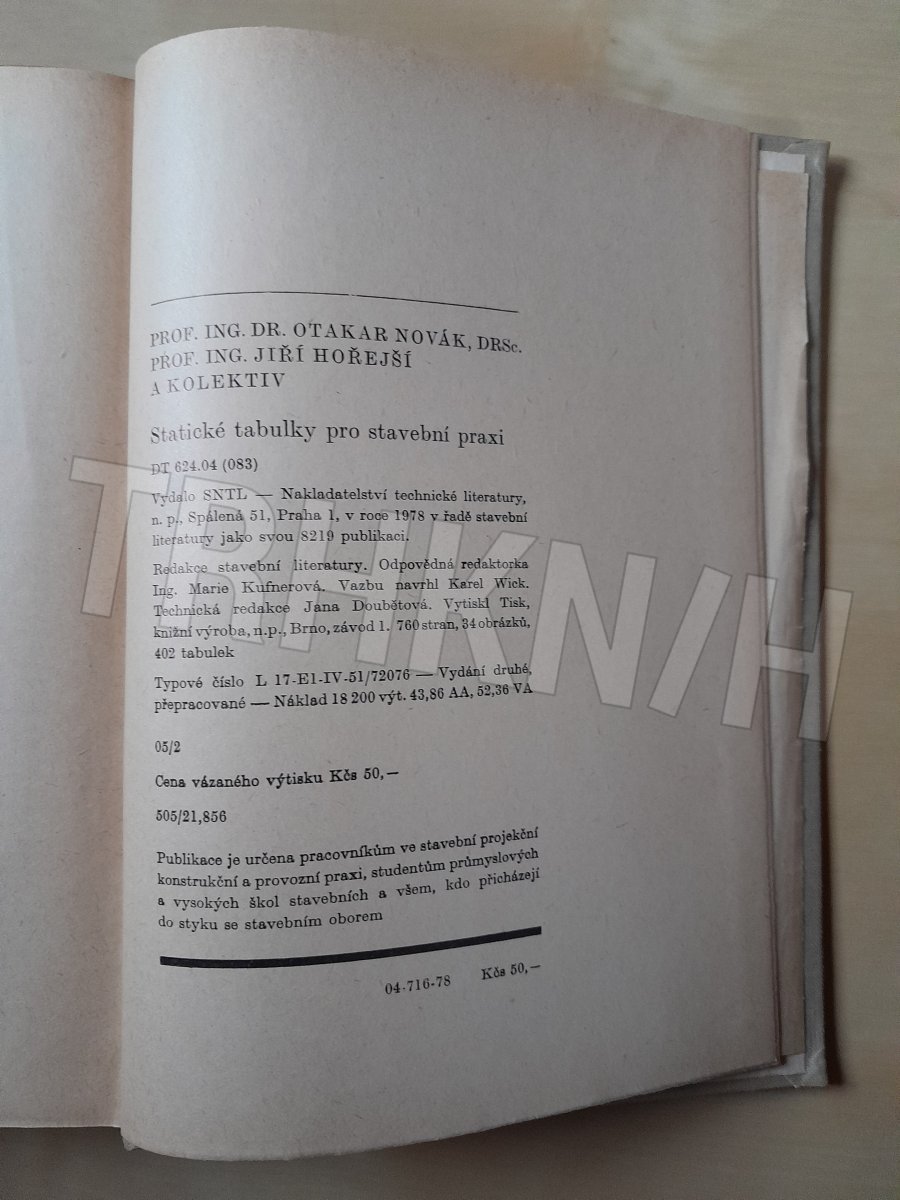 PROF. ING. DR. OTAKAR NOVÁK, DRSc.
PROF. ING. JIŘÍ HOŘEJŠÍ
A KOLEKTIV
Statické tabulky pro stavební praxi
DT 624.04 (083)
Vydalo SNTL — Nakladatelství technické literatury,
n. p., Spálená 51, Praha 1, v roce 1978 v řadě stavební
literatury jako svou 8219 publikaci.
Redakce stavební literatury. Odpovědná redaktorka
Ing. Marie Kufnerová. Vazbu navrhl Karel Wick.
Technická redakce Jana Doubětová. Vytiskl Tisk,
knižní výroba, n.p., Brno, závod 1. 760 stran, 34 obrázků,
402 tabulek
Typové číslo L 17-E1-IV-51/72076 — Vydání druhé,
přepracované — Náklad 18 200 výt. 43,86 AA, 52,36 VA
05/2
Cena vázaného výtisku Kčs 50,—
505/21,856
Publikace je určena pracovníkům ve stavební projekční
konstrukční a provozní praxi, studentům průmyslových
a vysokých škol stavebních a všem, kdo přicházejí
do styku se stavebním oborem
04-716-78 Kčs 50,—
TRHKNIH